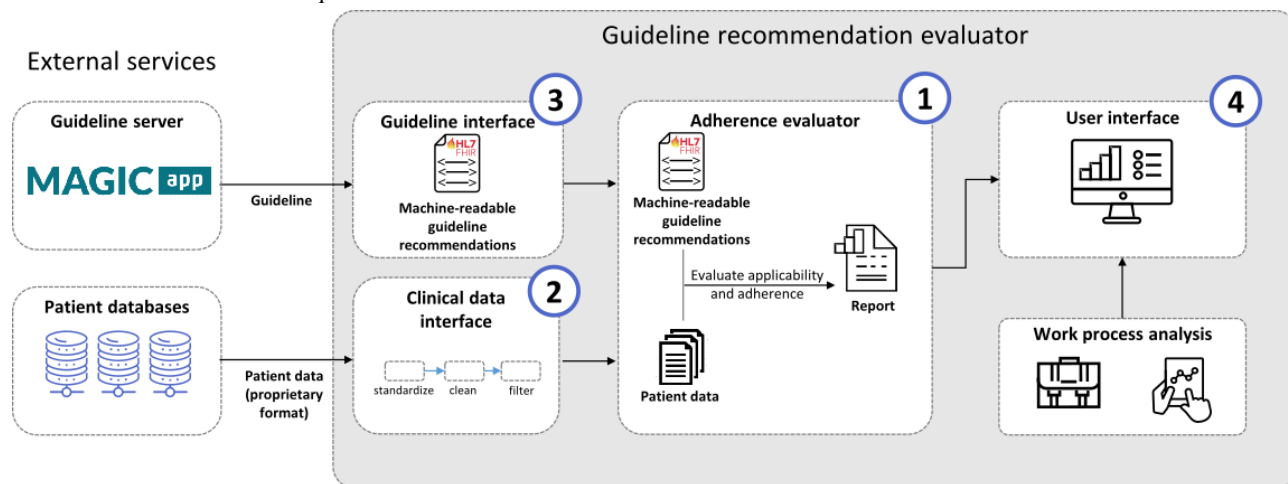 Guideline recommendation evaluator
External services
Guideline server
MAGIC app
Guideline
Patient databases
Patient data
(proprietary
format)
3
Guideline interface
HL7
FHIR
Machine-readable
guideline
recommendations
2
Clinical data
interface
standardize
clean
filter
1
Adherence evaluator
HL7
FHIR
Machine-readable
guideline
recommendations
Evaluate applicability
and adherence
Report
Patient data
4
User interface
Work process analysis